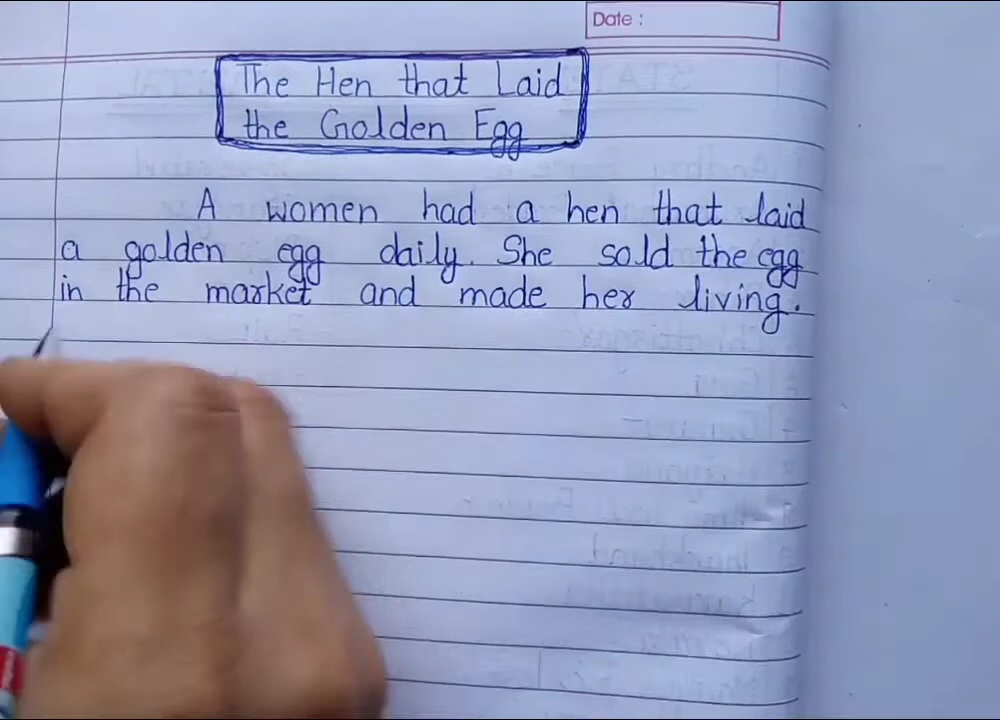 Date :
The Hen that Laid
the Golden Egg
A women had a hen that laid
a golden egg daily. She sold the egg
in the market and made her living.